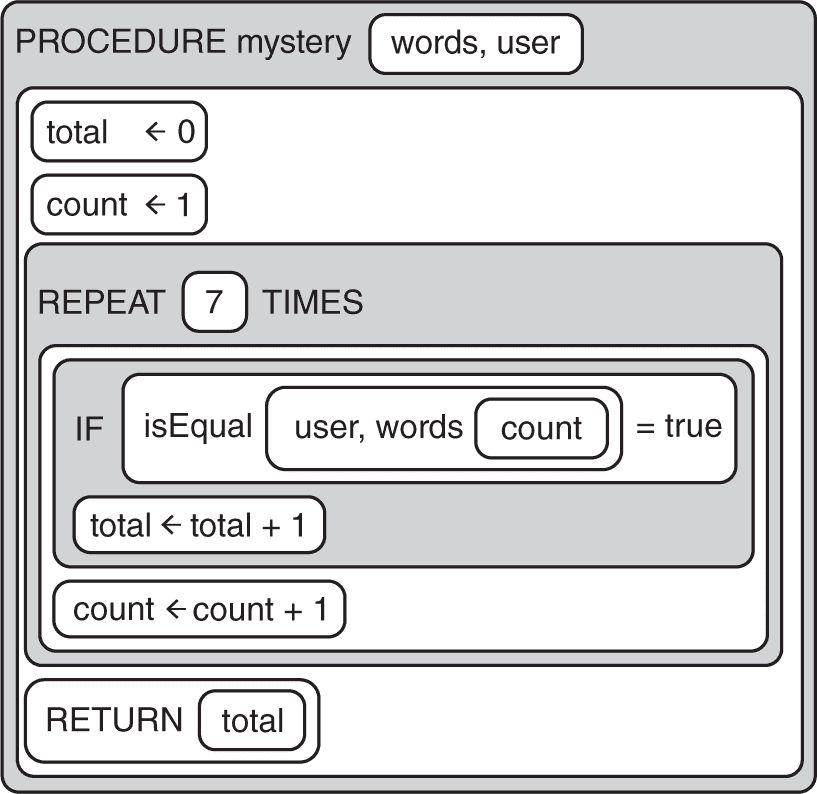 PROCEDURE mystery words, user
total ← 0
count ← 1
REPEAT 7 TIMES
IF isEqual user, words count = true
total ← total + 1
count ← count + 1
RETURN total